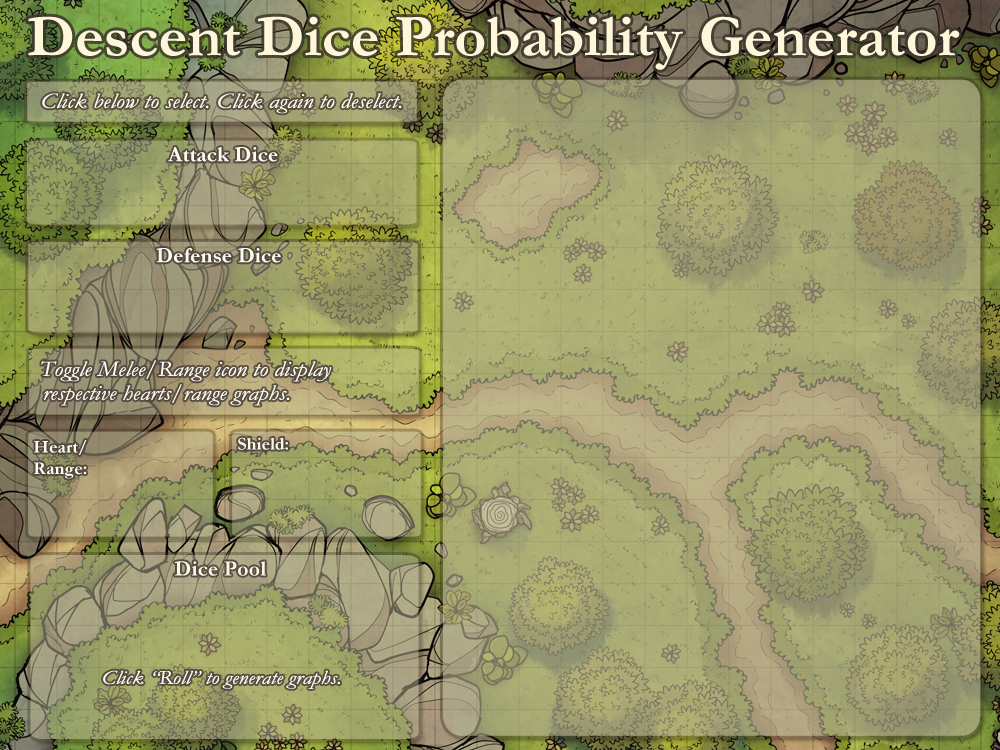 Descent Dice Probability Generator
Click below to select. Click again to deselect.
Attack Dice
Defense Dice
Toggle Melee/Range icon to display
respective hearts/range graphs.
Heart/
Range:
Shield:
Dice Pool
Click “Roll” to generate graphs.